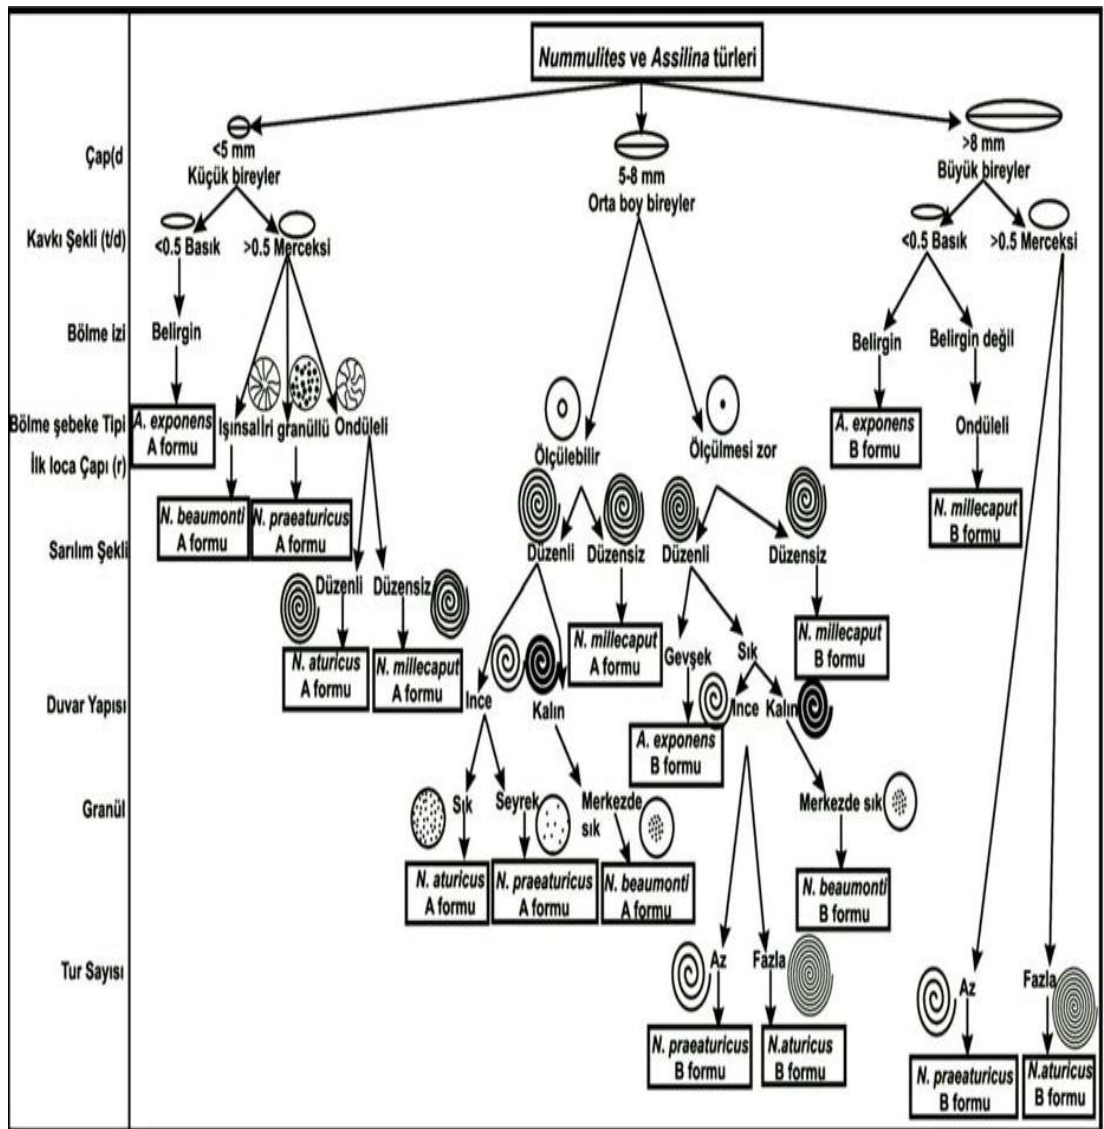 Nummulites ve Assilina türleri
Çap(d
<5 mm
Küçük bireyler
5-8 mm
Orta boy bireyler
>8 mm
Büyük bireyler
Kavkı Şekli (t/d)
<0.5 Basık
>0.5 Merceksi
<0.5 Basık
>0.5 Merceksi
Bölme izi
Belirgin
Belirgin
Belirgin değil
Bölme şebeke Tipi
A. exponens
A formu
Işınsal
İri granüllü
Ondüleli
A. exponens
B formu
Ondüleli
İlk loca Çapı (r)
Ölçülebilir
Ölçülmesi zor
N. beaumonti
A formu
N. praeaturicus
A formu
N. millecaput
B formu
Sarılım Şekli
Düzenli
Düzensiz
Düzenli
Düzensiz
Düzenli
Düzensiz
N. aturicus
A formu
N. millecaput
A formu
N. millecaput
A formu
N. millecaput
B formu
Gevşek
Sık
Duvar Yapısı
Ince
Kalın
Ince
Kalın
A. exponens
B formu
Granül
Sık
Seyrek
Merkezde
sık
Merkezde sık
N. aturicus
A formu
N. praeaturicus
A formu
N. beaumonti
A formu
N. beaumonti
B formu
Tur Sayısı
Az
Fazla
Az
Fazla
N. praeaturicus
B formu
N.aturicus
B formu
N. praeaturicus
B formu
N.aturicus
B formu